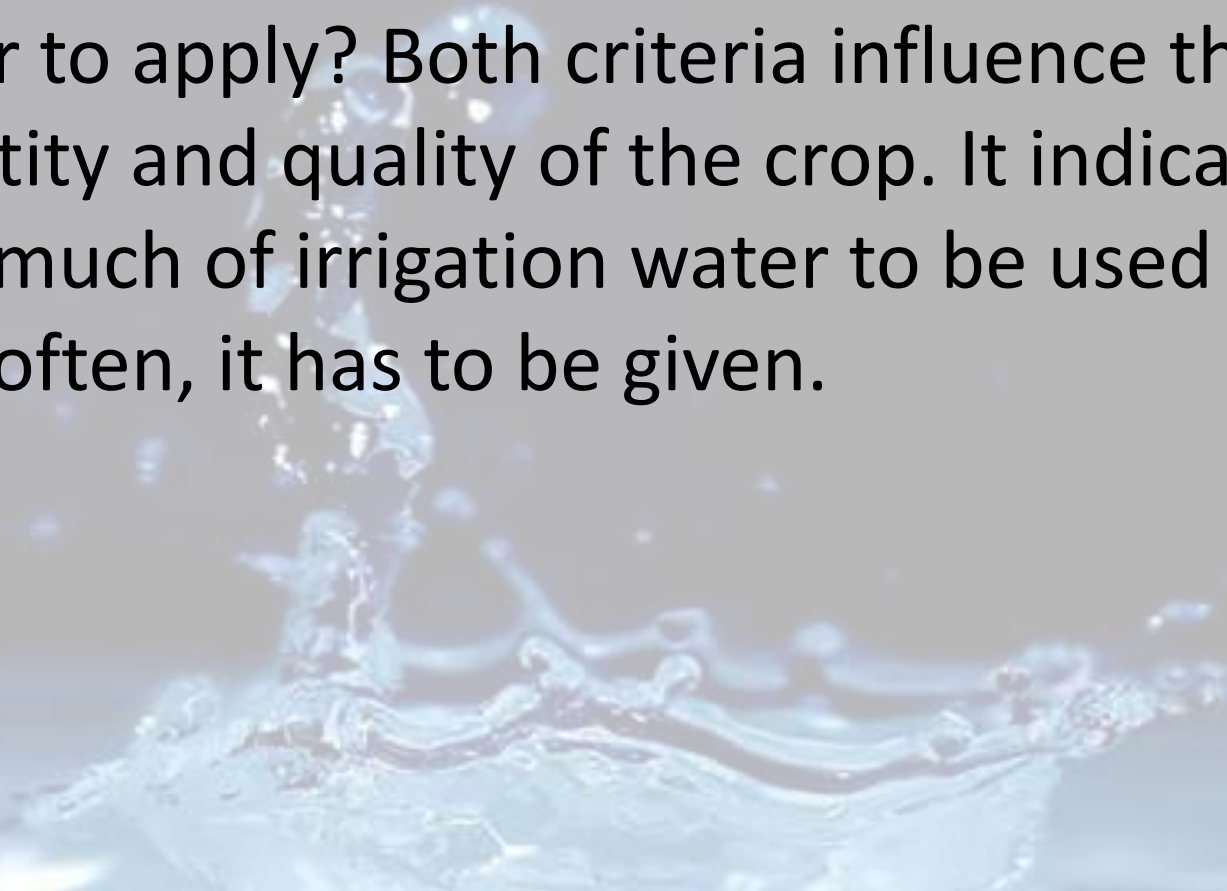 r to apply? Both criteria influence th
tity and quality of the crop. It indica
much of irrigation water to be used
often, it has to be given.